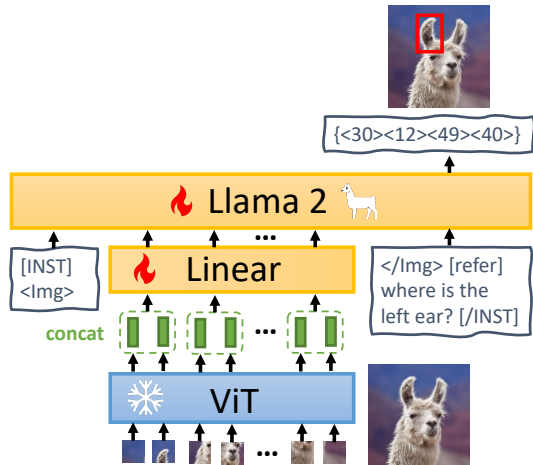 {<30><12><49><40>}
Llama 2
...
[INST]
<Img>
Linear
</Img> [refer]
where is the
left ear? [/INST]
concat
...
ViT
...